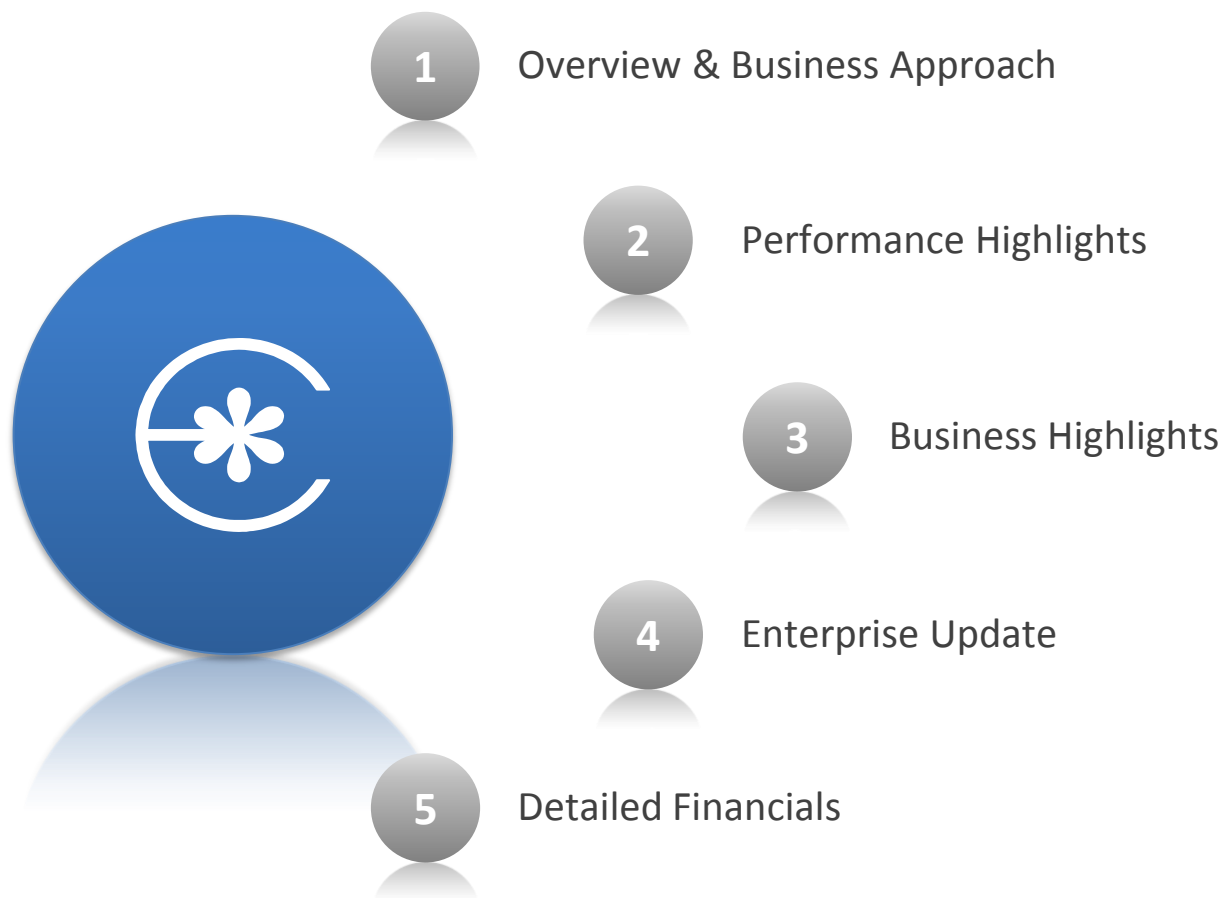 1 Overview & Business Approach
2 Performance Highlights
3 Business Highlights
4 Enterprise Update
5 Detailed Financials